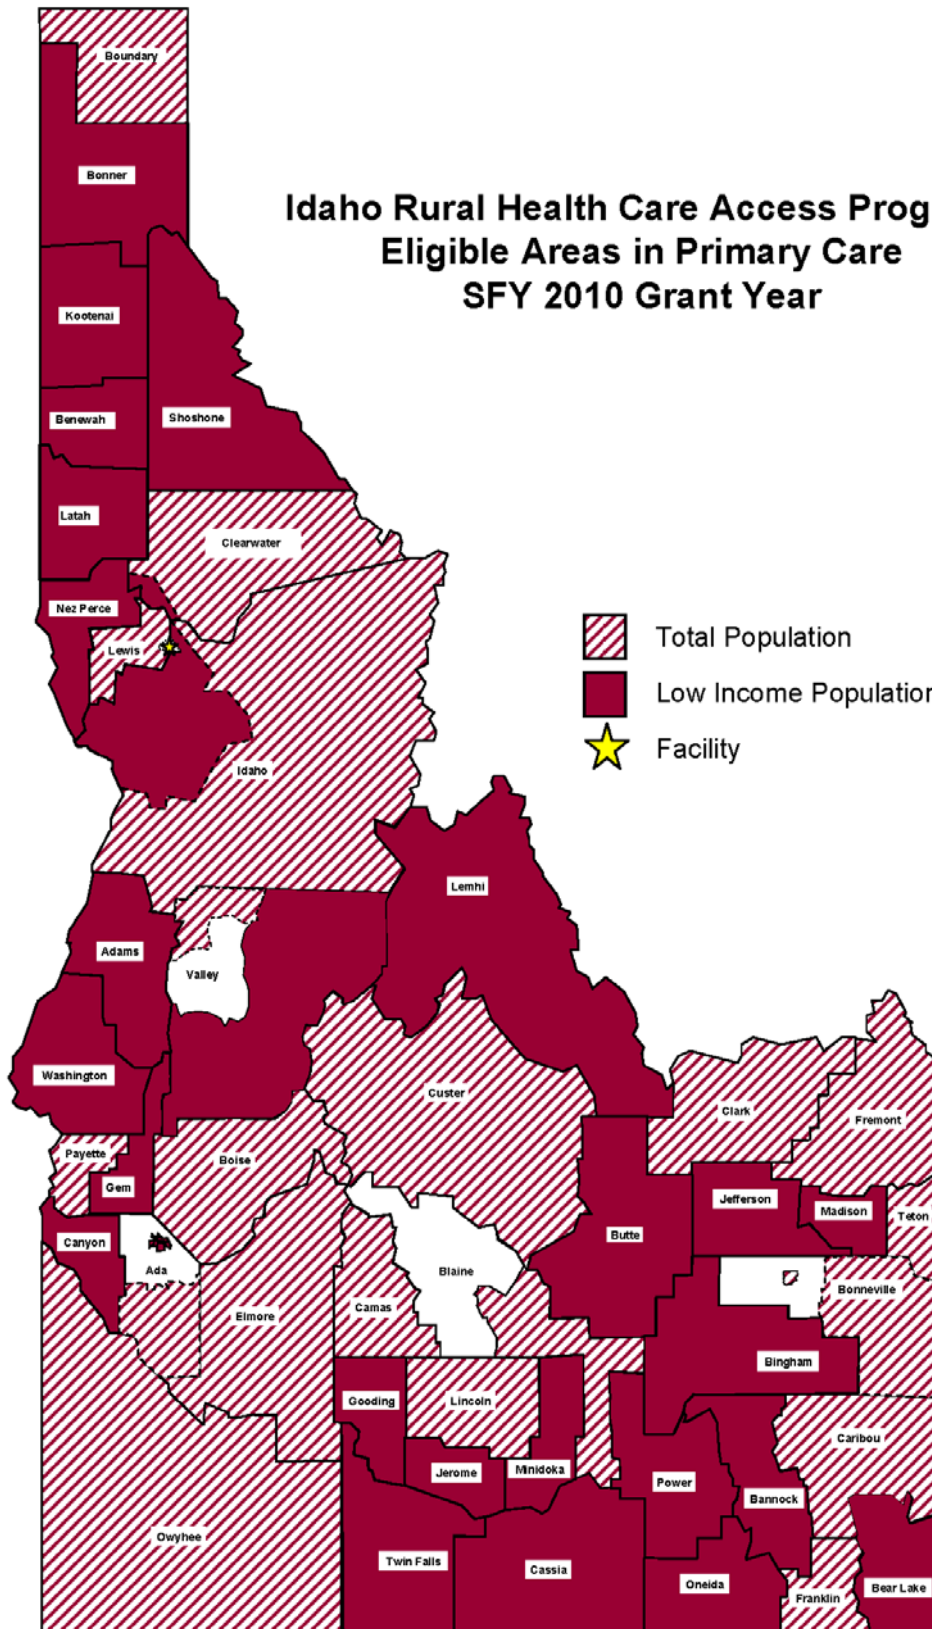 Boundary
Bonner
Idaho Rural Health Care Access Prog
Eligible Areas in Primary Care
SFY 2010 Grant Year
Kootenai
Benewah
Shoshone
Latah
Clearwater
Nez Perce
Lewis
Total Population
Low Income Population
Facility
Idaho
Lemhi
Adams
Valley
Washington
Custer
Clark
Fremont
Payette
Boise
Gem
Jefferson
Madison
Teton
Canyon
Ada
Blaine
Butte
Bonneville
Camas
Elmore
Bingham
Gooding
Lincoln
Caribou
Jerome
Minidoka
Power
Bannock
Owyhee
Twin Falls
Cassia
Oneida
Franklin
Bear Lake